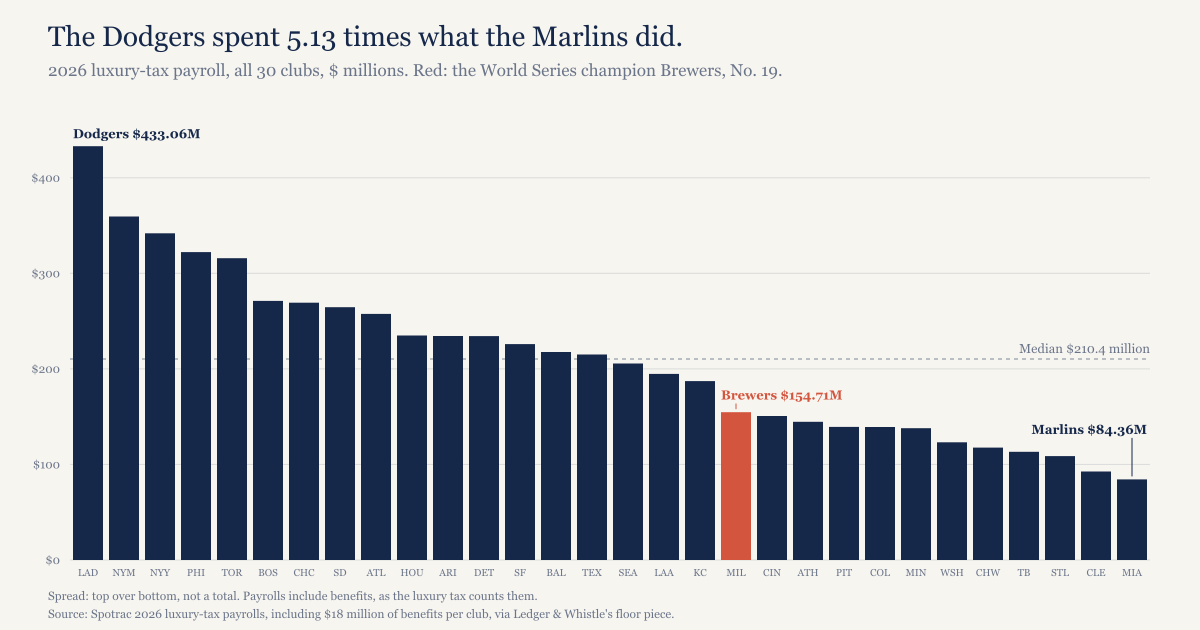 The Dodgers spent 5.13 times what the Marlins did.
2026 luxury-tax payroll, all 30 clubs, $ millions. Red: the World Series champion Brewers, No. 19.
Dodgers $433.06M
$400
$300
Median $210.4 million
$200
Brewers $154.71M
Marlins $84.36M
$100
$0
LAD NYM NYY PHI TOR BOS CHC SD ATL HOU ARI DET SF BAL TEX SEA LAA KC MIL CIN ATH PIT COL MIN WSH CHW TB STL CLE MIA
Spread: top over bottom, not a total. Payrolls include benefits, as the luxury tax counts them.
Source: Spotrac 2026 luxury-tax payrolls, including $18 million of benefits per club, via Ledger & Whistle's floor piece.